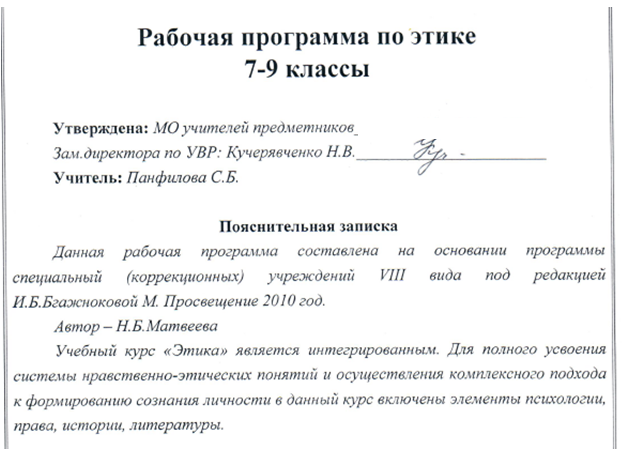 Рабочая программа по этике
7-9 классы
Утверждена: МО учителей предметников_
Зам.директора по УВР: Кучерявченко Н.В.
Учитель: Панфилова С.Б.
Пояснительная записка
Данная рабочая программа составлена на основании программы
специальный (коррекционных) учреждений VIII вида под редакцией
И.Б.Бгажноковой М. Просвещение 2010 год.
Автор – Н.Б.Матвеева
Учебный курс «Этика» является интегрированным. Для полного усвоения
системы нравственно-этических понятий и осуществления комплексного подхода
к формированию сознания личности в данный курс включены элементы психологии,
права, истории, литературы.